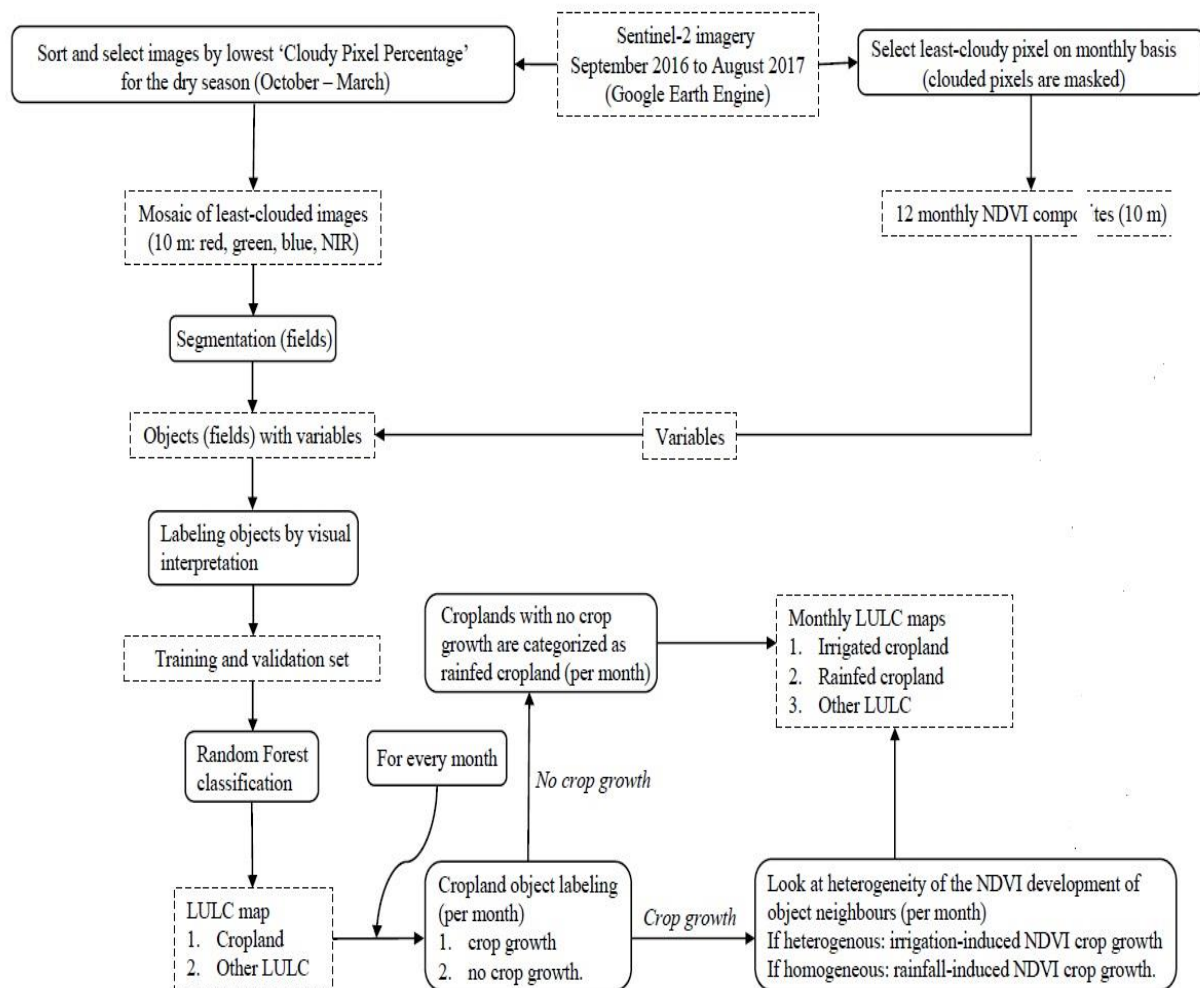 Sort and select images by lowest ‘Cloudy Pixel Percentage’
for the dry season (October – March)
Sentinel-2 imagery
September 2016 to August 2017
(Google Earth Engine)
Select least-cloudy pixel on monthly basis
(clouded pixels are masked)
Mosaic of least-clouded images
(10 m: red, green, blue, NIR)
12 monthly NDVI compo ites (10 m)
Segmentation (fields)
Objects (fields) with variables
Variables
Labeling objects by visual
interpretation
Training and validation set
Croplands with no crop
growth are categorized as
rainfed cropland (per month)
Monthly LULC maps
1. Irrigated cropland
2. Rainfed cropland
3. Other LULC
Random Forest
classification
For every month
No crop growth
LULC map
1. Cropland
2. Other LULC
Cropland object labeling
(per month)
1. crop growth
2. no crop growth.
Crop growth
Look at heterogeneity of the NDVI development of
object neighbours (per month)
If heterogenous: irrigation-induced NDVI crop growth
If homogeneous: rainfall-induced NDVI crop growth.